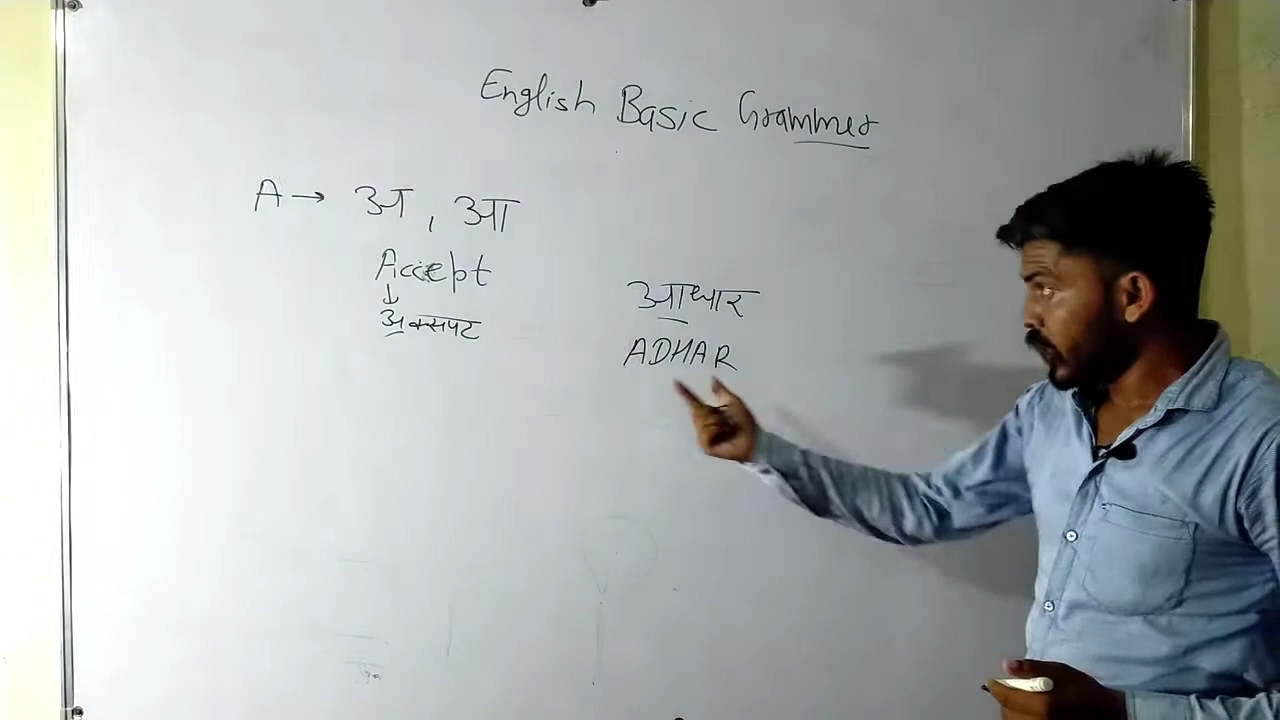 English Basic Grammer
A → अ, आ
Accept
↓
अक्सपट
आधार
ADHAR